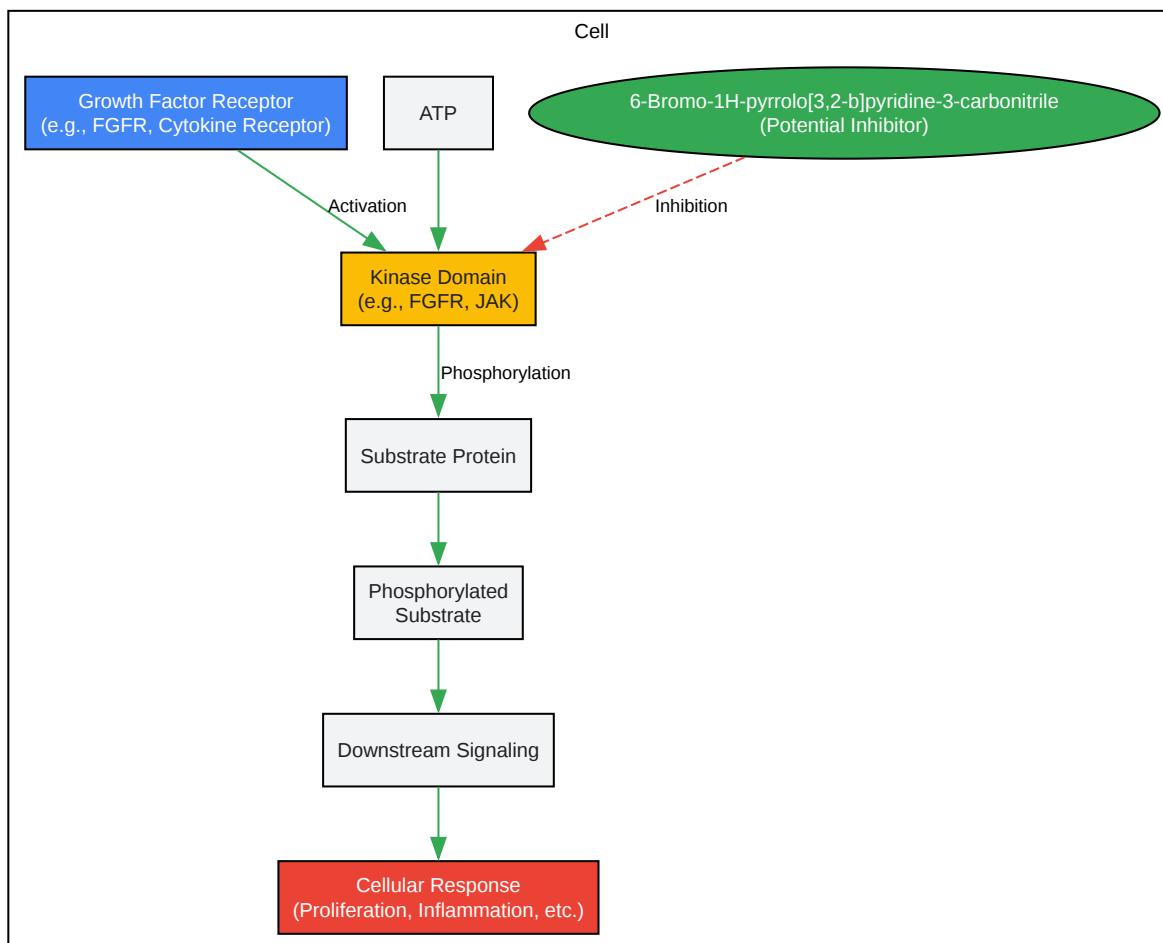 Cell
Growth Factor Receptor
(e.g., FGFR, Cytokine Receptor)
ATP
6-Bromo-1H-pyrrolo[3,2-b]pyridine-3-carbonitrile
(Potential Inhibitor)
Activation
Inhibition
Kinase Domain
(e.g., FGFR, JAK)
Phosphorylation
Substrate Protein
Phosphorylated
Substrate
Downstream Signaling
Cellular Response
(Proliferation, Inflammation, etc.)